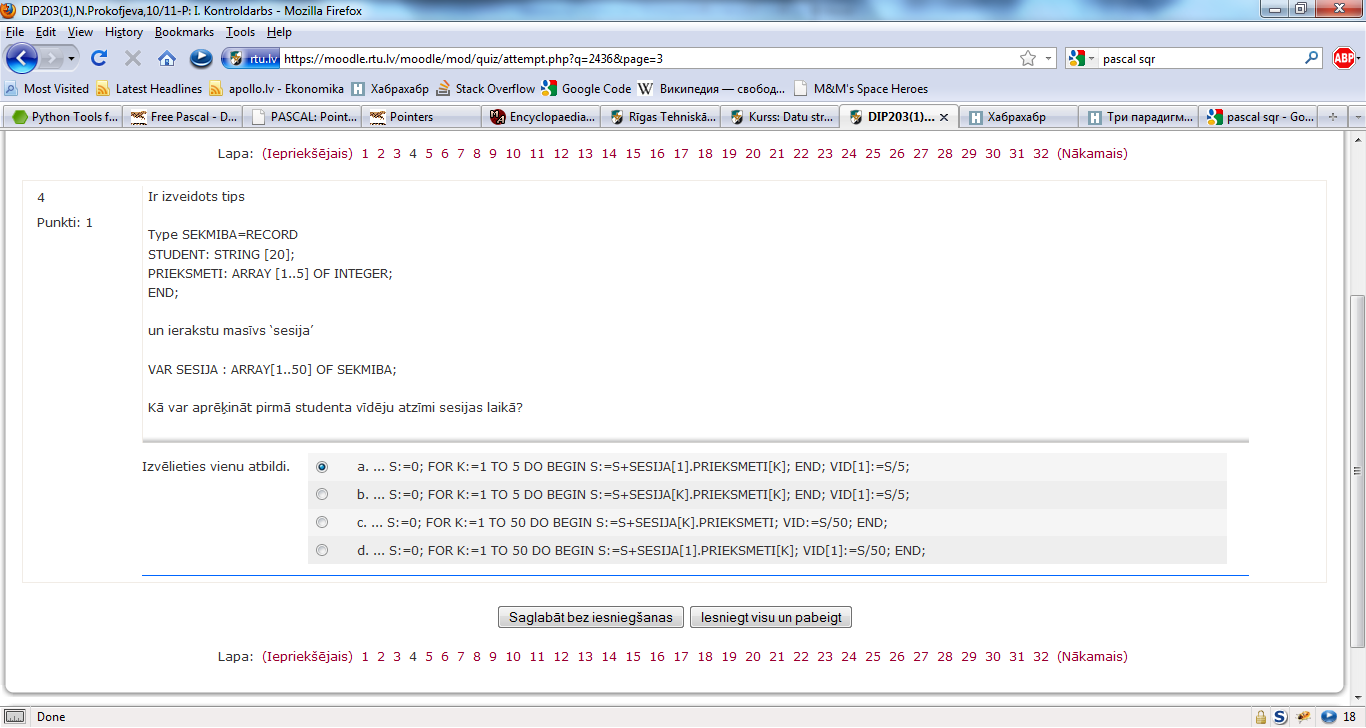 DIP203(1),N.Prokofjeva,10/11-P: I. Kontroldarbs - Mozilla Firefox
File Edit View History Bookmarks Tools Help
rtu.lv https://moodle.rtu.lv/moodle/mod/quiz/attempt.php?q=2436&page=3 pascal sqr ABP
Most Visited Latest Headlines apollo.lv - Ekonomika Хабрахабр Stack Overflow Google Code W Википедия — свобод... M&M's Space Heroes
Python Tools f... Free Pascal - D... PASCAL: Point... Pointers Encyclopaedia... Rīgas Tehniskā... Kurss: Datu str... DIP203(1)... Хабрахабр Три парадигм... pascal sqr - Go...
Lapa: (Iepriekšējais) 1 2 3 4 5 6 7 8 9 10 11 12 13 14 15 16 17 18 19 20 21 22 23 24 25 26 27 28 29 30 31 32 (Nākamais)
4
Punkti: 1
Ir izveidots tips
Type SEKMIBA=RECORD
STUDENT: STRING [20];
PRIEKSMETI: ARRAY [1..5] OF INTEGER;
END;
un ierakstu masīvs ‘sesija’
VAR SESIJA : ARRAY[1..50] OF SEKMIBA;
Kā var aprēķināt pirmā studenta vīdēju atzīmi sesijas laikā?
Izvēlieties vienu atbildi.
a. ... S:=0; FOR K:=1 TO 5 DO BEGIN S:=S+SESIJA[1].PRIEKSMETI[K]; END; VID[1]:=S/5;
b. ... S:=0; FOR K:=1 TO 5 DO BEGIN S:=S+SESIJA[K].PRIEKSMETI[K]; END; VID[1]:=S/5;
c. ... S:=0; FOR K:=1 TO 50 DO BEGIN S:=S+SESIJA[K].PRIEKSMETI; VID:=S/50; END;
d. ... S:=0; FOR K:=1 TO 50 DO BEGIN S:=S+SESIJA[1].PRIEKSMETI[K]; VID[1]:=S/50; END;
Saglabāt bez iesniegšanas Iesniegt visu un pabeigt
Lapa: (Iepriekšējais) 1 2 3 4 5 6 7 8 9 10 11 12 13 14 15 16 17 18 19 20 21 22 23 24 25 26 27 28 29 30 31 32 (Nākamais)
Done S 18